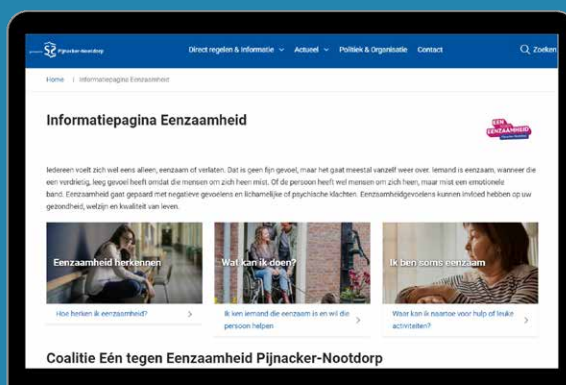 gemeente Pijnacker-Nootdorp
Direct regelen & Informatie Actueel Politiek & Organisatie Contact Zoeken
Home | Informatiepagina Eenzaamheid
Informatiepagina Eenzaamheid
EEN
EENZAAMHEID
Iedereen voelt zich wel eens alleen, eenzaam of verlaten. Dat is geen fijn gevoel, maar het gaat meestal vanzelf weer over. Iemand is eenzaam, wanneer die
een verdrietig, leeg gevoel heeft omdat die mensen om zich heen mist. Of de persoon heeft wel mensen om zich heen, maar mist een emotionele
band. Eenzaamheid gaat gepaard met negatieve gevoelens en lichamelijke of psychische klachten. Eenzaamheidgevoelens kunnen invloed hebben op uw
gezondheid, welzijn en kwaliteit van leven.
Eenzaamheid herkennen
Wat kan ik doen?
Ik ben soms eenzaam
Hoe herken ik eenzaamheid?
Ik ken iemand die eenzaam is en wil die
persoon helpen
Waar kan ik naartoe voor hulp of leuke
activiteiten?
Coalitie Eén tegen Eenzaamheid Pijnacker-Nootdorp